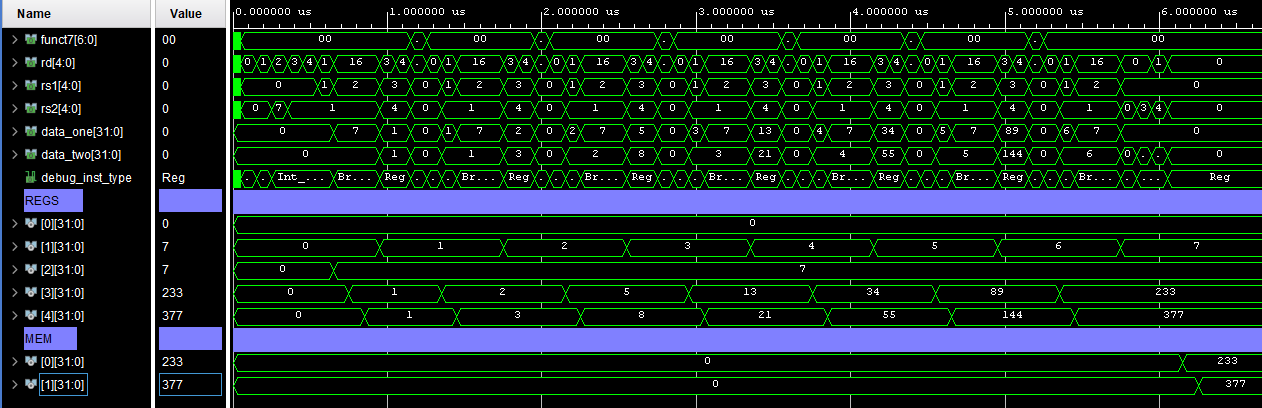 Name Value 0.000000 us 1.000000 us 2.000000 us 3.000000 us 4.000000 us 5.000000 us 6.000000 us
funct7[6:0] 00 00 . 00 . 00 . 00 . 00 . 00 . 00
rd[4:0] 0 0 1 2 3 4 1 16 3 4 . 0 1 16 3 4 . 0 1 16 3 4 . 0 1 16 3 4 . 0 1 16 3 4 . 0 1 16 3 4 . 0 1 16 0 1 0
rs1[4:0] 0 0 1 2 3 0 1 2 3 0 1 2 3 0 1 2 3 0 1 2 3 0 1 2 3 0 1 2 0
rs2[4:0] 0 0 7 1 4 0 1 4 0 1 4 0 1 4 0 1 4 0 1 4 0 1 0 3 4 0
data_one[31:0] 0 0 7 1 0 1 7 2 0 2 7 5 0 3 7 13 0 4 7 34 0 5 7 89 0 6 7 0
data_two[31:0] 0 0 1 0 1 3 0 2 8 0 3 21 0 4 55 0 5 144 0 6 0 . . 0
debug_inst_type Reg . . Int_... Br... Reg . . . Br... Reg . . . Br... Reg . . . Br... Reg . . . Br... Reg . . . Br... Reg . . . Br... . ... Reg
REGS
[0][31:0] 0 0
[1][31:0] 7 0 1 2 3 4 5 6 7
[2][31:0] 7 0 7
[3][31:0] 233 0 1 2 5 13 34 89 233
[4][31:0] 377 0 1 3 8 21 55 144 377
MEM
[0][31:0] 233 0 233
[1][31:0] 377 0 377